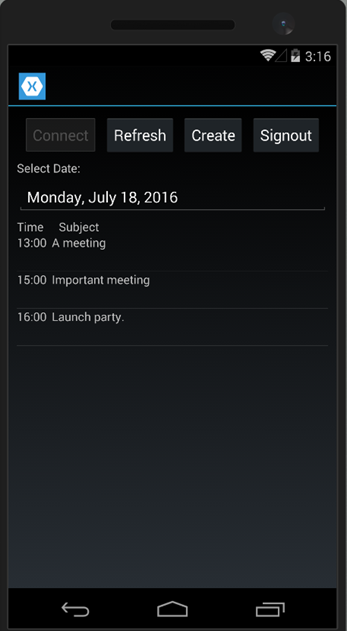 3:16
Connect Refresh Create Signout
Select Date:
Monday, July 18, 2016
Time Subject
13:00 A meeting
15:00 Important meeting
16:00 Launch party.